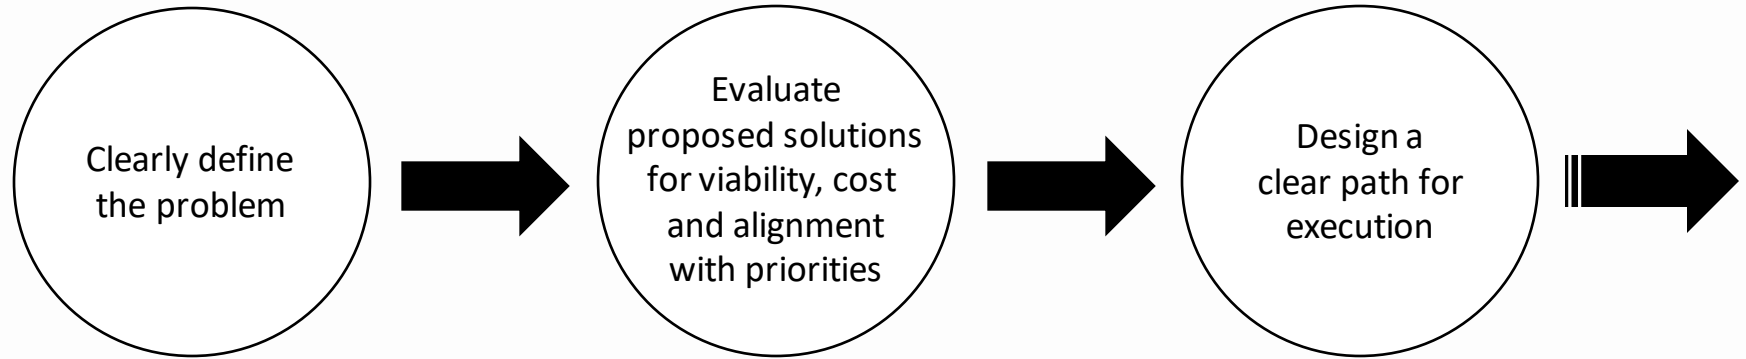 Clearly define
the problem
Evaluate
proposed solutions
for viability, cost
and alignment
with priorities
Design a
clear path for
execution